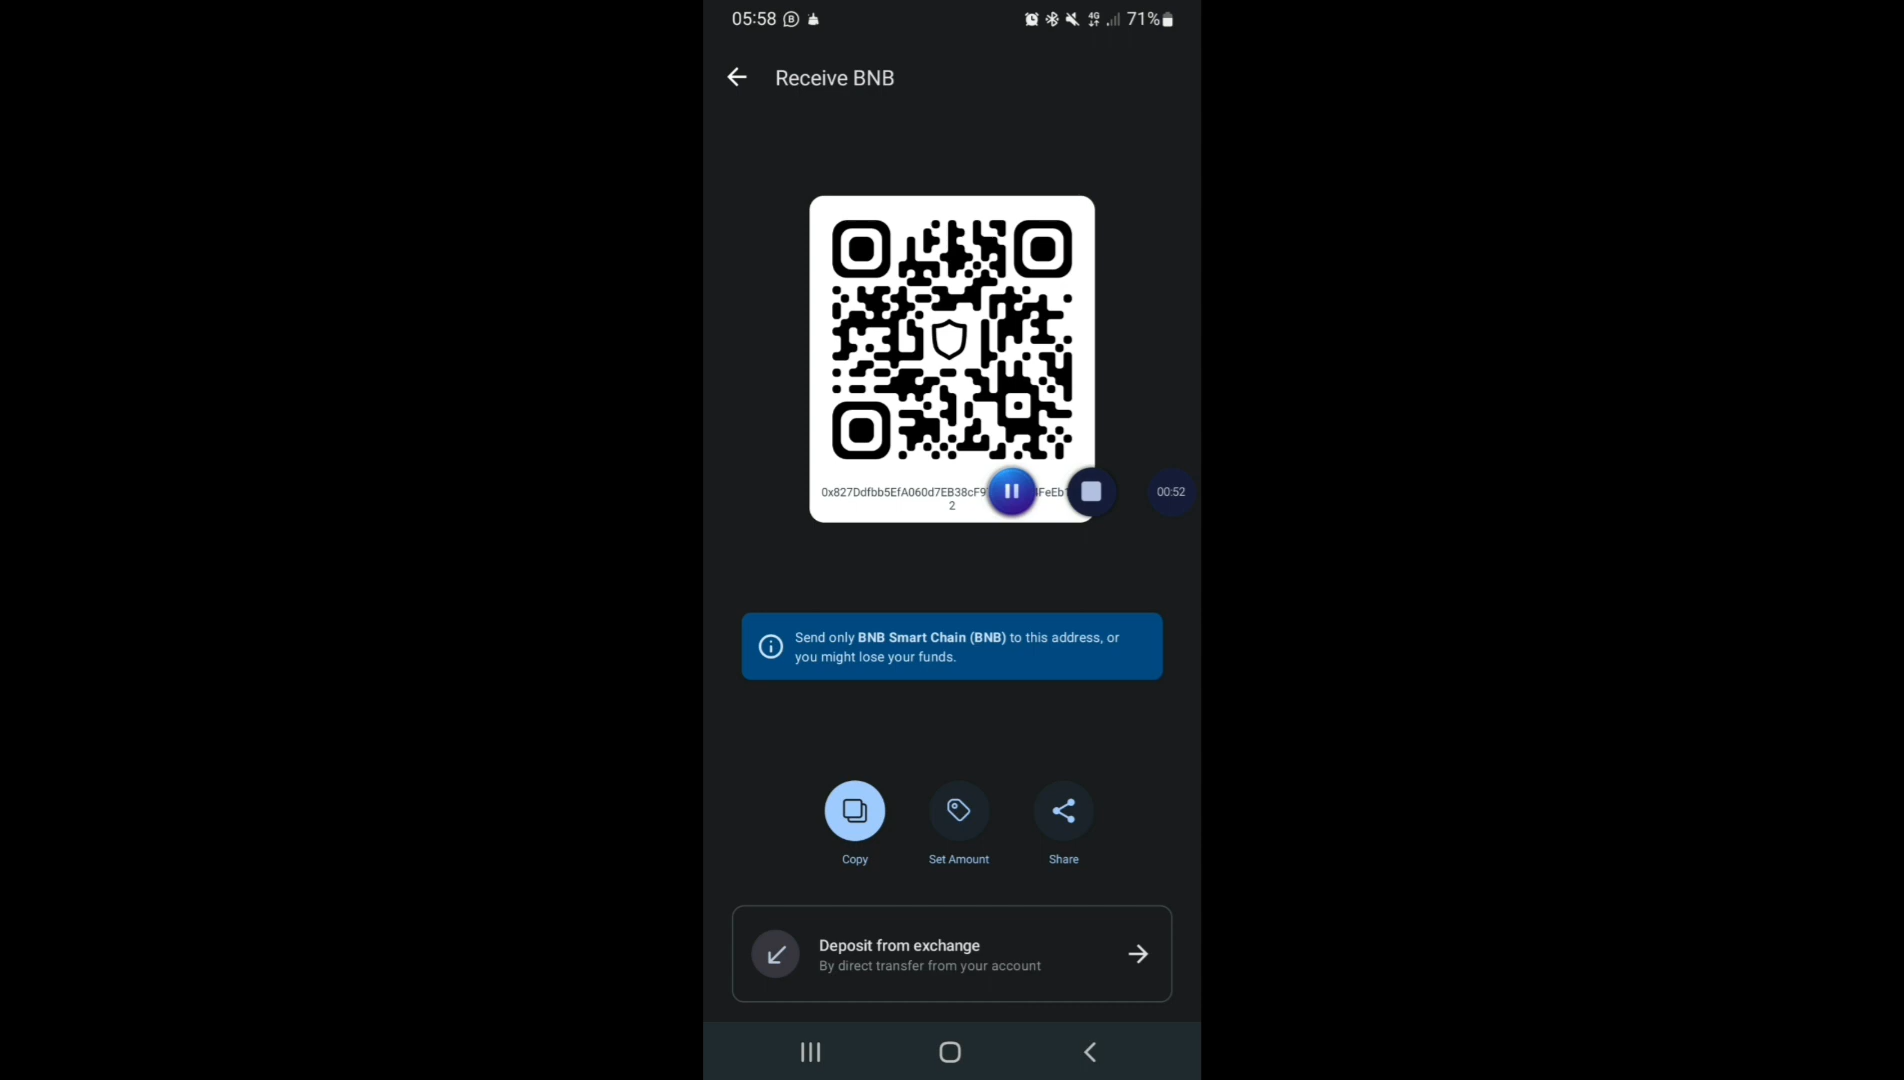 05:58 71%
Receive BNB
0x827Ddfbb5EfA060d7EB38cF9
2
00:52
Send only BNB Smart Chain (BNB) to this address, or
you might lose your funds.
Copy Set Amount Share
Deposit from exchange
By direct transfer from your account